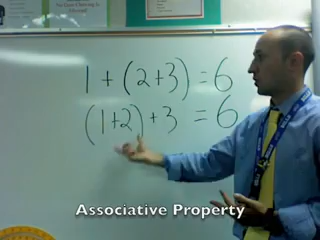 1 + (2+3) = 6
(1+2) + 3 = 6
Associative Property